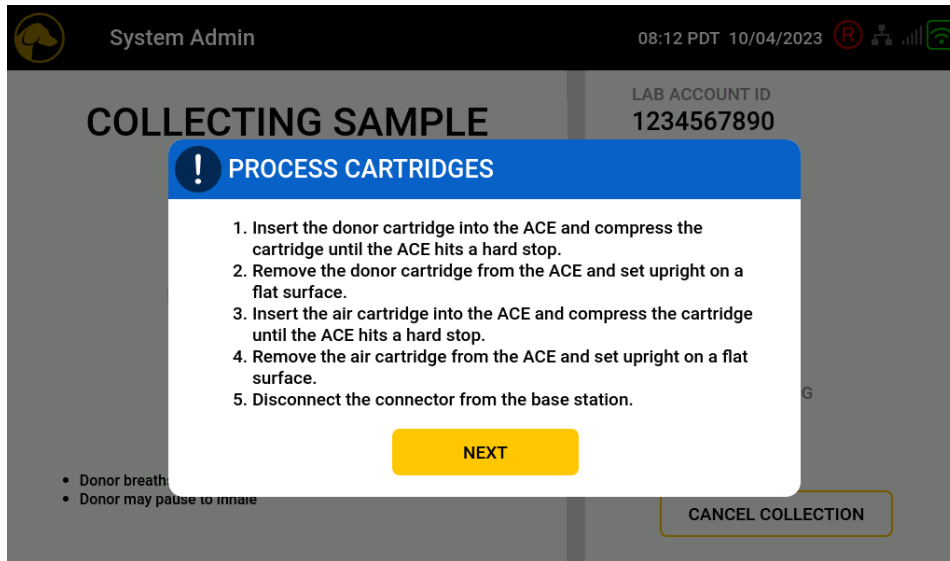 System Admin
08:12 PDT 10/04/2023 R
COLLECTING SAMPLE
LAB ACCOUNT ID
1234567890
! PROCESS CARTRIDGES
1. Insert the donor cartridge into the ACE and compress the
cartridge until the ACE hits a hard stop.
2. Remove the donor cartridge from the ACE and set upright on a
flat surface.
3. Insert the air cartridge into the ACE and compress the cartridge
until the ACE hits a hard stop.
4. Remove the air cartridge from the ACE and set upright on a flat
surface.
5. Disconnect the connector from the base station.
G
NEXT
• Donor breath
• Donor may pause to inhale
CANCEL COLLECTION